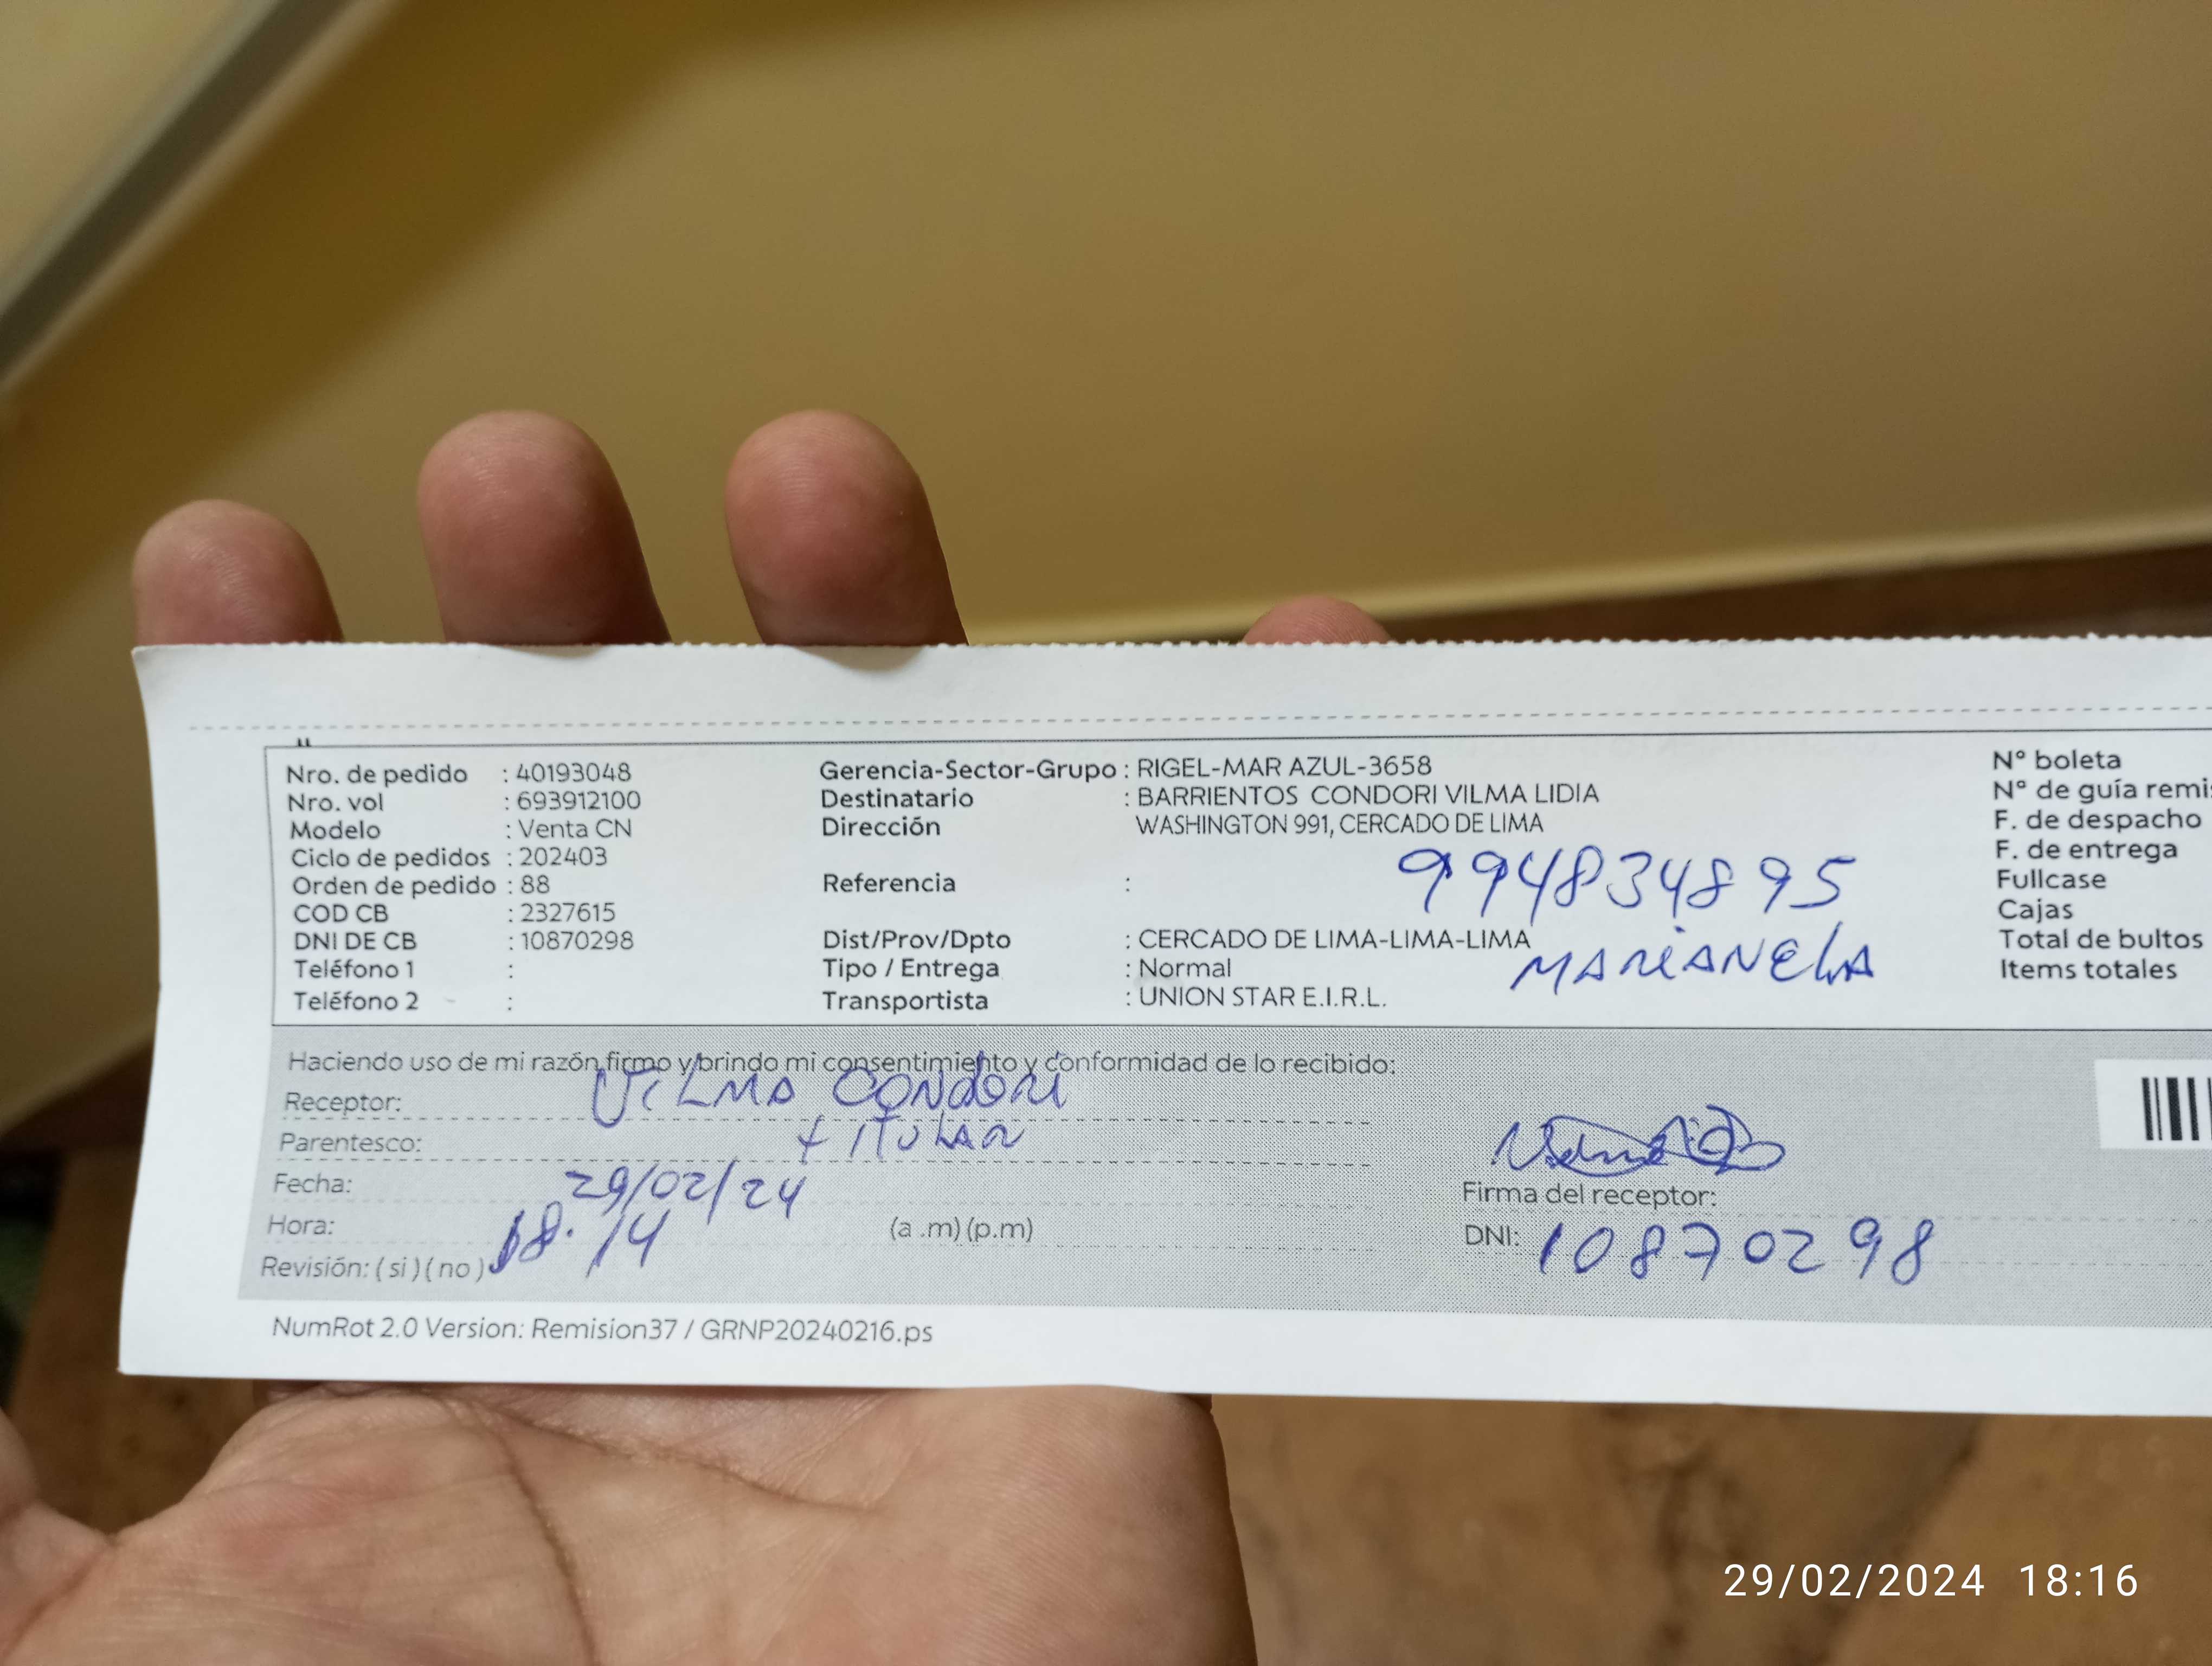 Nro. de pedido : 40193048
Nro. vol : 693912100
Modelo : Venta CN
Ciclo de pedidos : 202403
Orden de pedido : 88
COD CB : 2327615
DNI DE CB : 10870298
Teléfono 1 :
Teléfono 2 :
Gerencia-Sector-Grupo : RIGEL-MAR AZUL-3658
Destinatario : BARRIENTOS CONDORI VILMA LIDIA
Dirección WASHINGTON 991, CERCADO DE LIMA
994834895
Referencia :
Dist/Prov/Dpto : CERCADO DE LIMA-LIMA-LIMA
MARIANELA
Tipo / Entrega : Normal
Transportista : UNION STAR E.I.R.L.
N° boleta
N° de guía remis
F. de despacho
F. de entrega
Fullcase
Cajas
Total de bultos
Items totales
Haciendo uso de mi razón firmo y brindo mi consentimiento y conformidad de lo recibido:
Receptor: VILMA CONDORI
Parentesco: TITULAR
Fecha: 29/02/24
Hora: 18.14 (a .m) (p.m)
Revisión: ( si ) ( no )
Firma del receptor:
DNI: 10870298
NumRot 2.0 Version: Remision37 / GRNP20240216.ps
29/02/2024 18:16